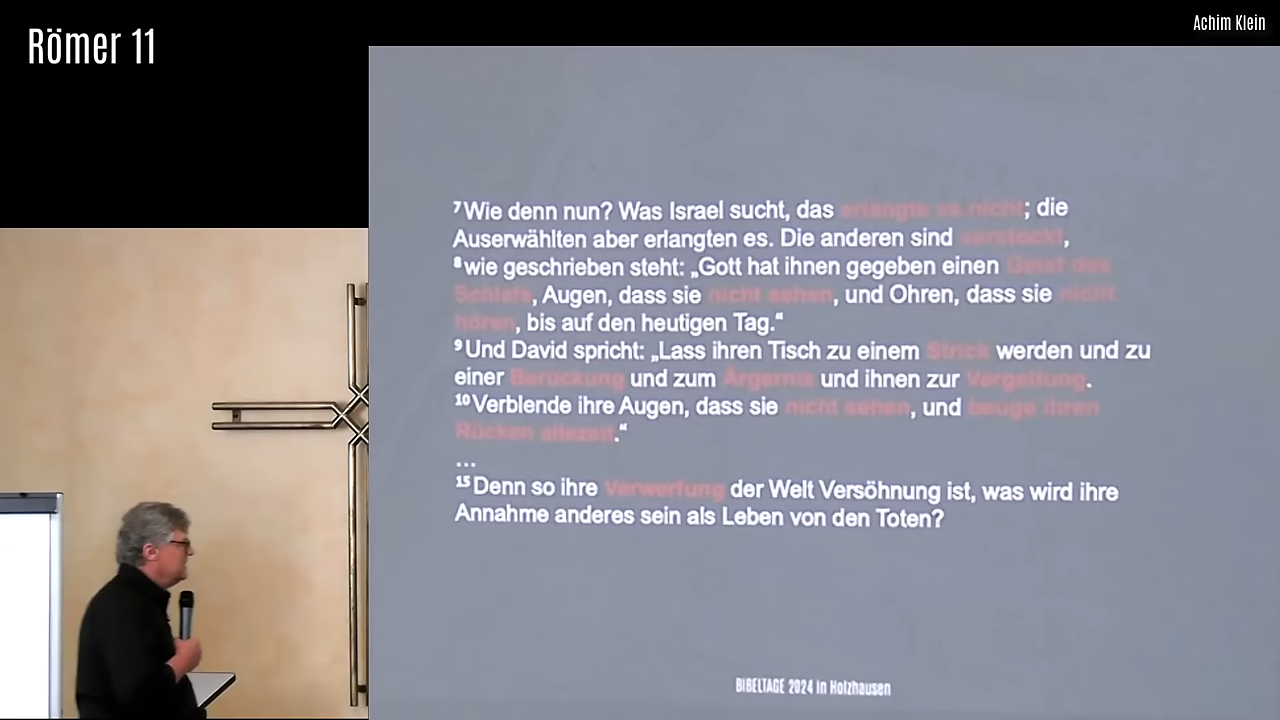 Römer 11
Achim Klein
⁷Wie denn nun? Was Israel sucht, das erlangte es nicht; die
Auserwählten aber erlangten es. Die anderen sind verstockt,
⁸wie geschrieben steht: „Gott hat ihnen gegeben einen Geist des
Schlafs, Augen, dass sie nicht sehen, und Ohren, dass sie nicht
hören, bis auf den heutigen Tag.“
⁹Und David spricht: „Lass ihren Tisch zu einem Strick werden und zu
einer Berückung und zum Ärgernis und ihnen zur Vergeltung.
¹⁰Verblende ihre Augen, dass sie nicht sehen, und beuge ihren
Rücken allezeit.“
...
¹⁵Denn so ihre Verwerfung der Welt Versöhnung ist, was wird ihre
Annahme anderes sein als Leben von den Toten?
BIBELTAGE 2024 in Holzhausen